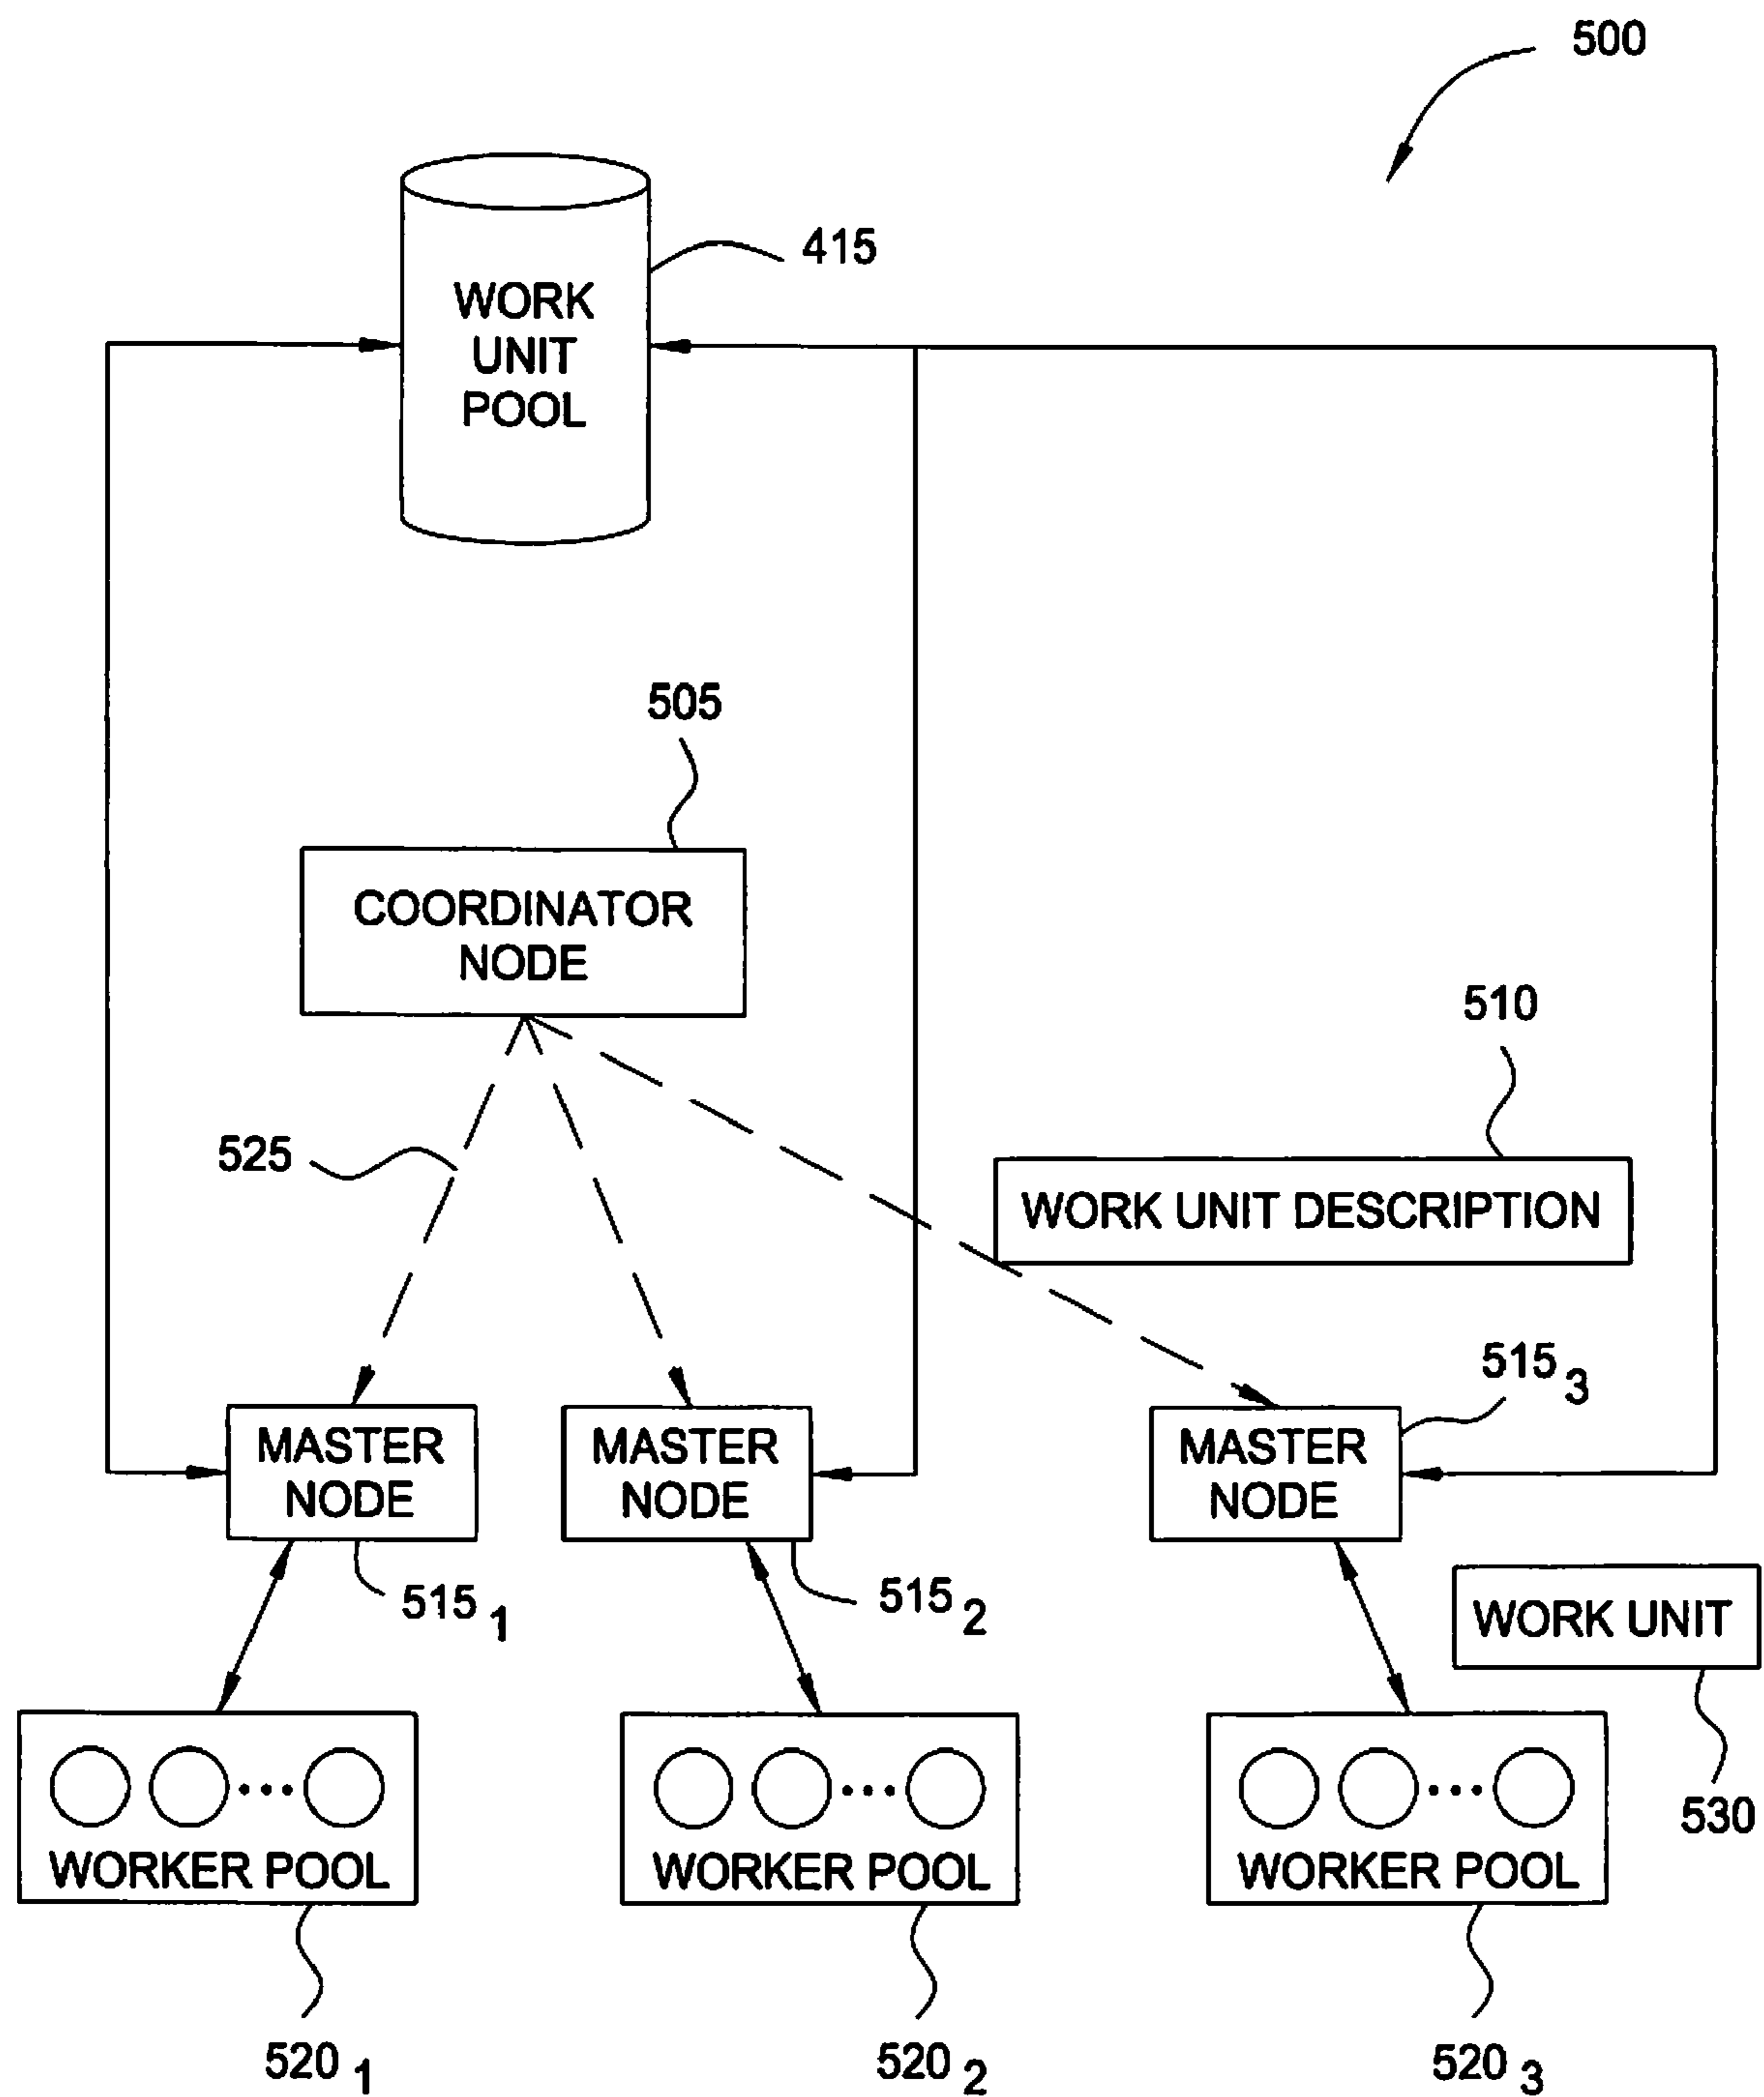 500
415
WORK
UNIT
POOL
505
COORDINATOR
NODE
510
525
WORK UNIT DESCRIPTION
515 3
MASTER
NODE
MASTER
NODE
MASTER
NODE
515 1
515 2
WORK UNIT
530
WORKER POOL
WORKER POOL
WORKER POOL
520 1
520 2
520 3